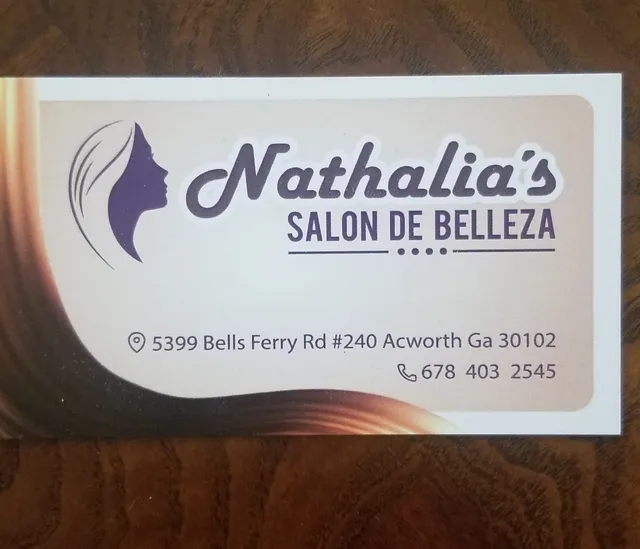 Nathalia's
SALON DE BELLEZA
5399 Bells Ferry Rd #240 Acworth Ga 30102
678 403 2545